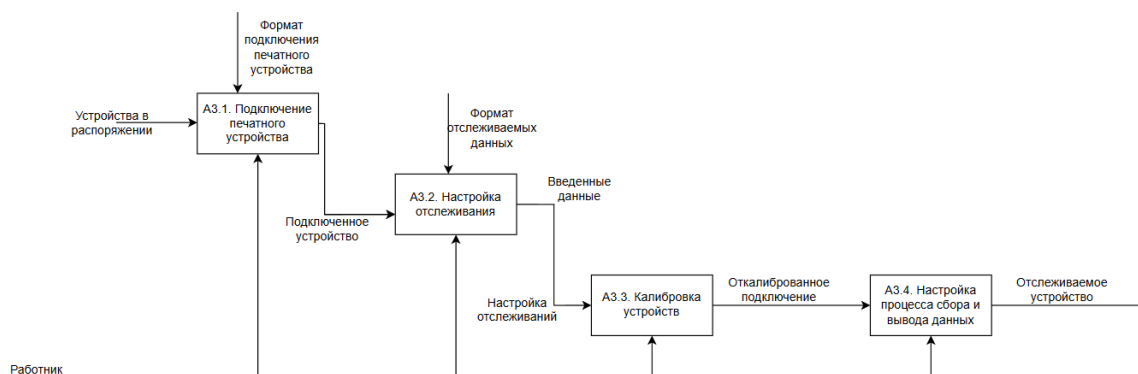 Формат
подключения
печатного
устройства
Устройства в
распоряжении
А3.1. Подключение
печатного
устройства
Формат
отслеживаемых
данных
А3.2. Настройка
отслеживания
Введенные
данные
Подключенное
устройство
Настройка
отслеживаний
А3.3. Калибровка
устройств
Откалиброванное
подключение
А3.4. Настройка
процесса сбора и
вывода данных
Отслеживаемое
устройство
Работник